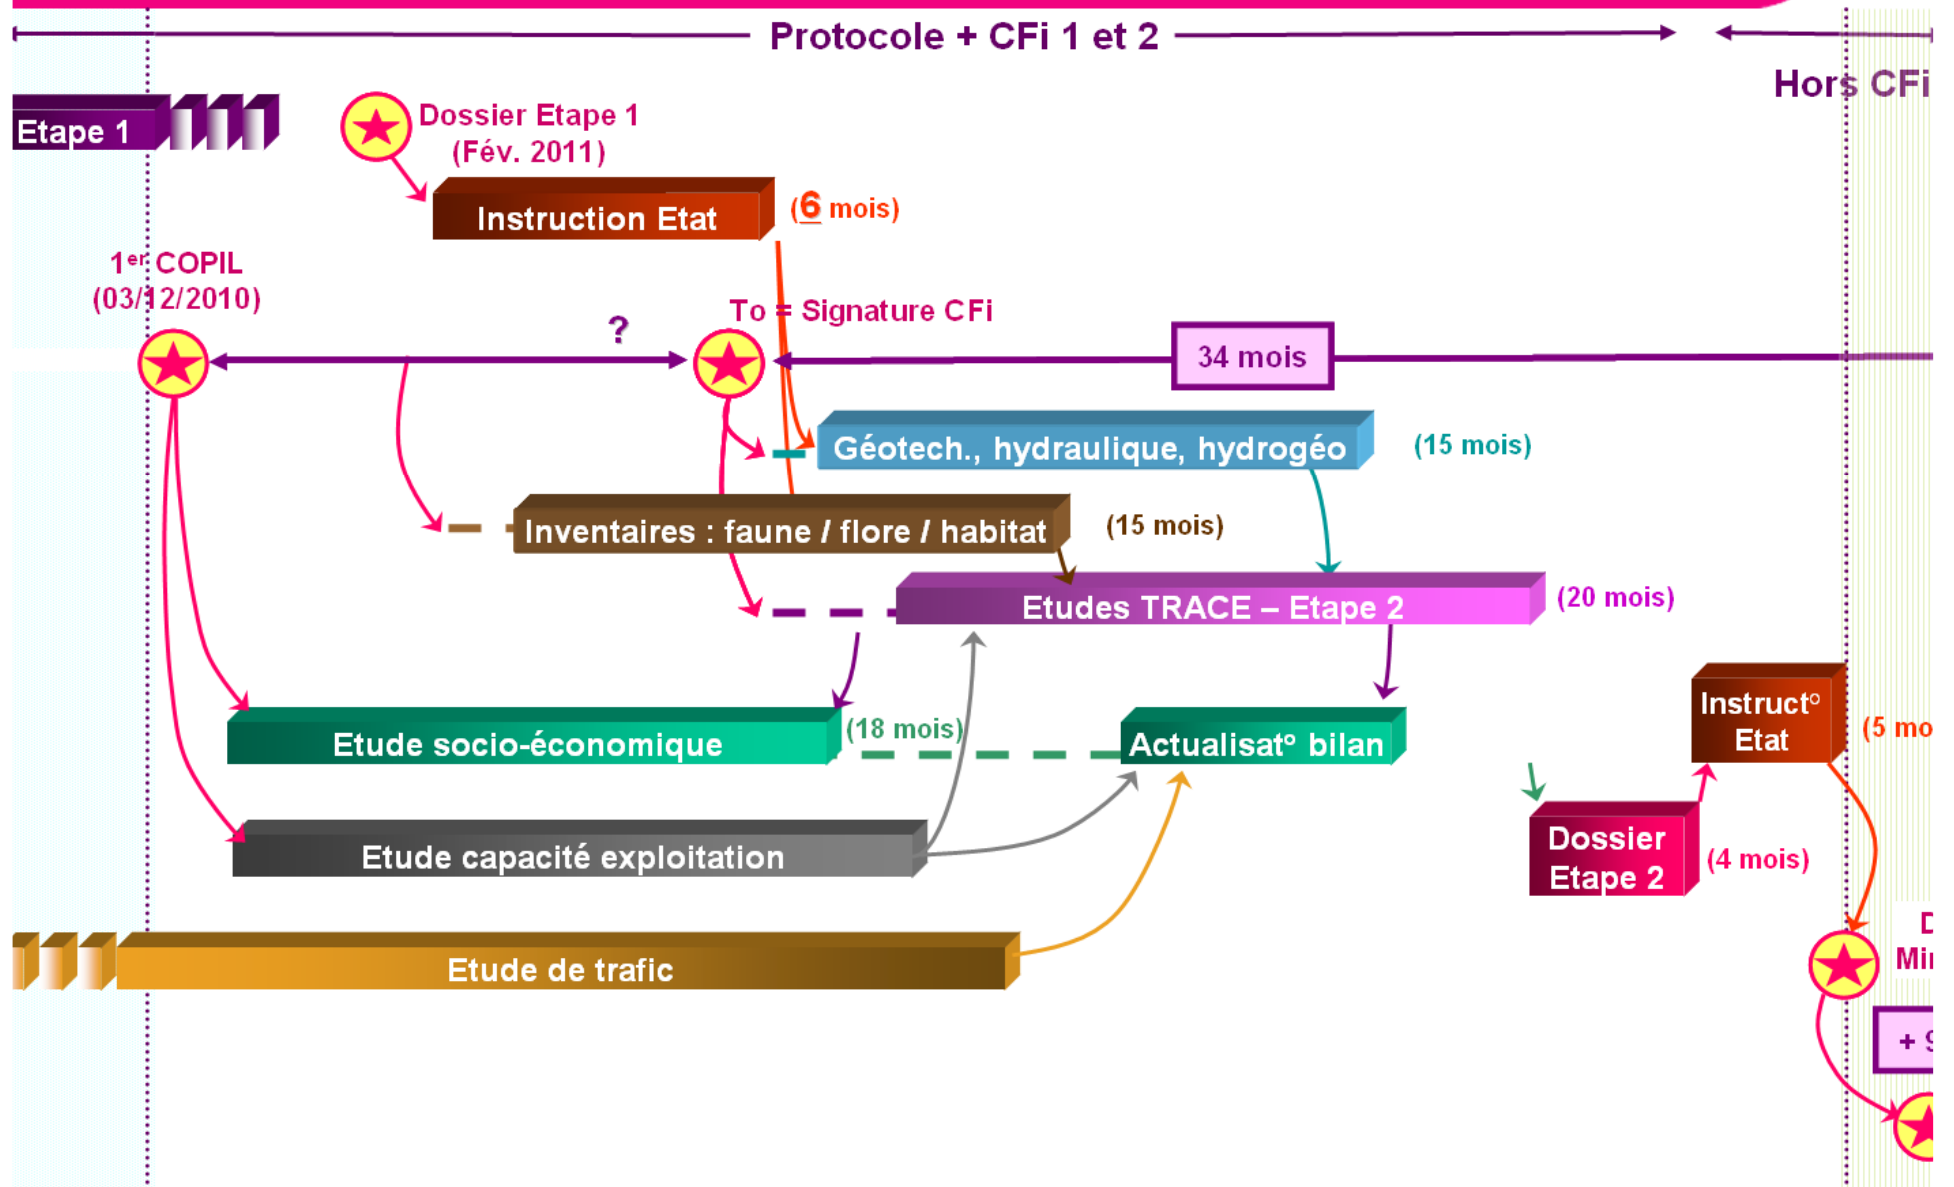 Protocole + CFi 1 et 2
Hors CFi
Etape 1
Dossier Etape 1
(Fév. 2011)
Instruction Etat
(6 mois)
1er COPIL
(03/12/2010)
?
To = Signature CFi
34 mois
Géotech., hydraulique, hydrogéo
(15 mois)
Inventaires : faune / flore / habitat
(15 mois)
Etudes TRACE – Etape 2
(20 mois)
Etude socio-économique
(18 mois)
Actualisat° bilan
Instruct°
Etat
(5 mo
Dossier
Etape 2
(4 mois)
Etude capacité exploitation
Etude de trafic